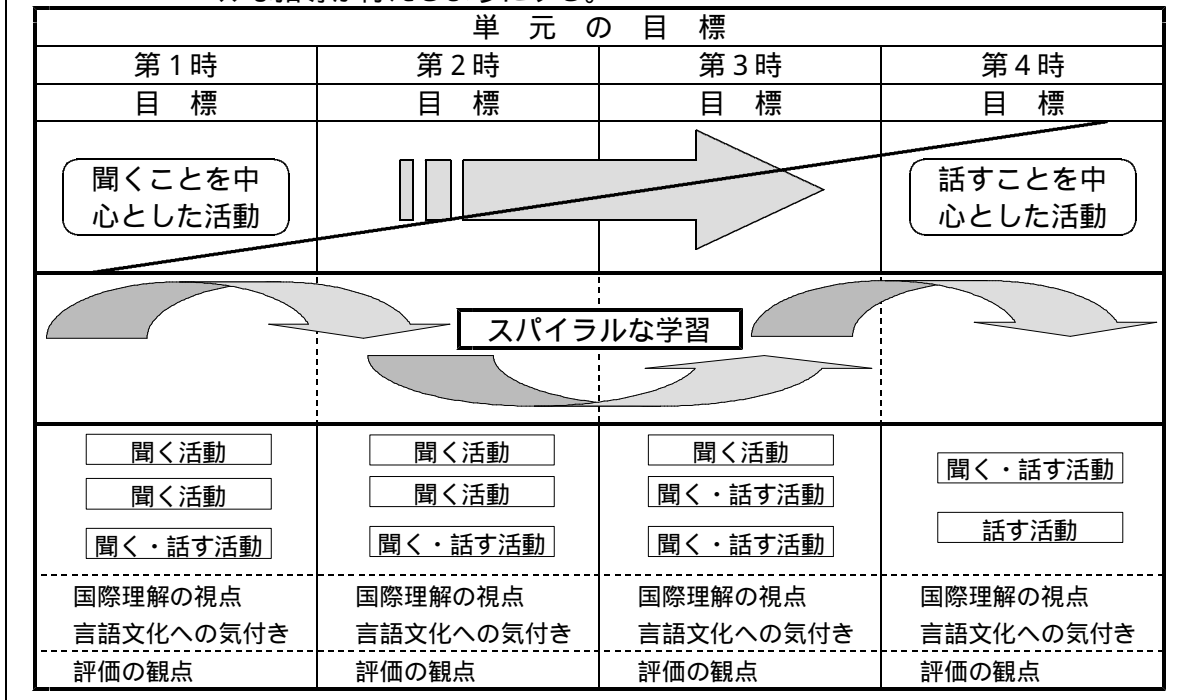 単　元　の　目　標
第１時　第２時　第３時　第４時
目　標　目　標　目　標　目　標
聞くことを中
心とした活動
話すことを中
心とした活動
スパイラルな学習
聞く活動　聞く活動　聞く活動
聞く・話す活動
聞く活動　聞く活動　聞く・話す活動
話す活動
聞く・話す活動　聞く・話す活動　聞く・話す活動
国際理解の視点　国際理解の視点　国際理解の視点　国際理解の視点
言語文化への気付き　言語文化への気付き　言語文化への気付き　言語文化への気付き
評価の観点　評価の観点　評価の観点　評価の観点